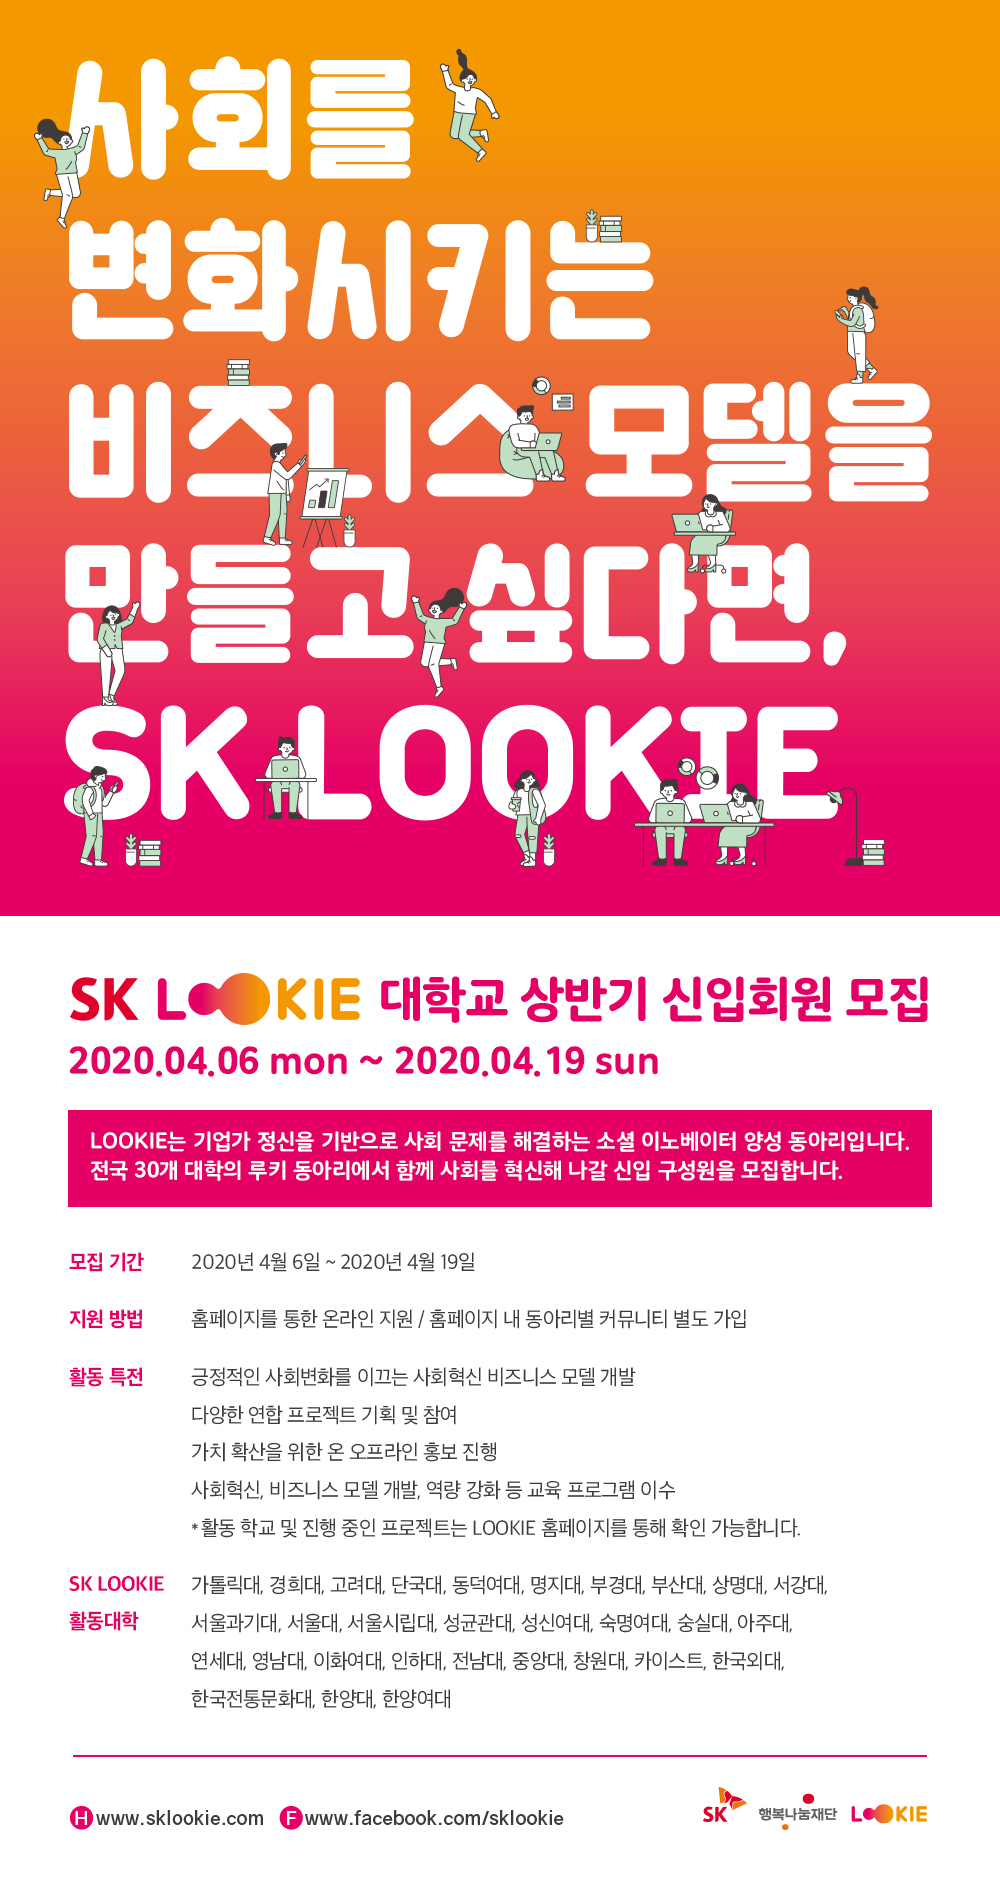 사회를
변화시키는
비즈니스 모델을
만들고 싶다면,
SK LOOKIE
SK LOOKIE 대학교 상반기 신입회원 모집
2020.04.06 mon ~ 2020.04.19 sun
LOOKIE는 기업가 정신을 기반으로 사회 문제를 해결하는 소셜 이노베이터 양성 동아리입니다.
전국 30개 대학의 루키 동아리에서 함께 사회를 혁신해 나갈 신입 구성원을 모집합니다.
모집 기간 2020년 4월 6일 ~ 2020년 4월 19일
지원 방법 홈페이지를 통한 온라인 지원 / 홈페이지 내 동아리별 커뮤니티 별도 가입
활동 특전 긍정적인 사회변화를 이끄는 사회혁신 비즈니스 모델 개발
다양한 연합 프로젝트 기획 및 참여
가치 확산을 위한 온 오프라인 홍보 진행
사회혁신, 비즈니스 모델 개발, 역량 강화 등 교육 프로그램 이수
*활동 학교 및 진행 중인 프로젝트는 LOOKIE 홈페이지를 통해 확인 가능합니다.
SK LOOKIE 가톨릭대, 경희대, 고려대, 단국대, 동덕여대, 명지대, 부경대, 부산대, 상명대, 서강대,
활동대학 서울과기대, 서울대, 서울시립대, 성균관대, 성신여대, 숙명여대, 숭실대, 아주대,
연세대, 영남대, 이화여대, 인하대, 전남대, 중앙대, 창원대, 카이스트, 한국외대,
한국전통문화대, 한양대, 한양여대
H www.sklookie.com F www.facebook.com/sklookie SK 행복나눔재단 LOOKIE